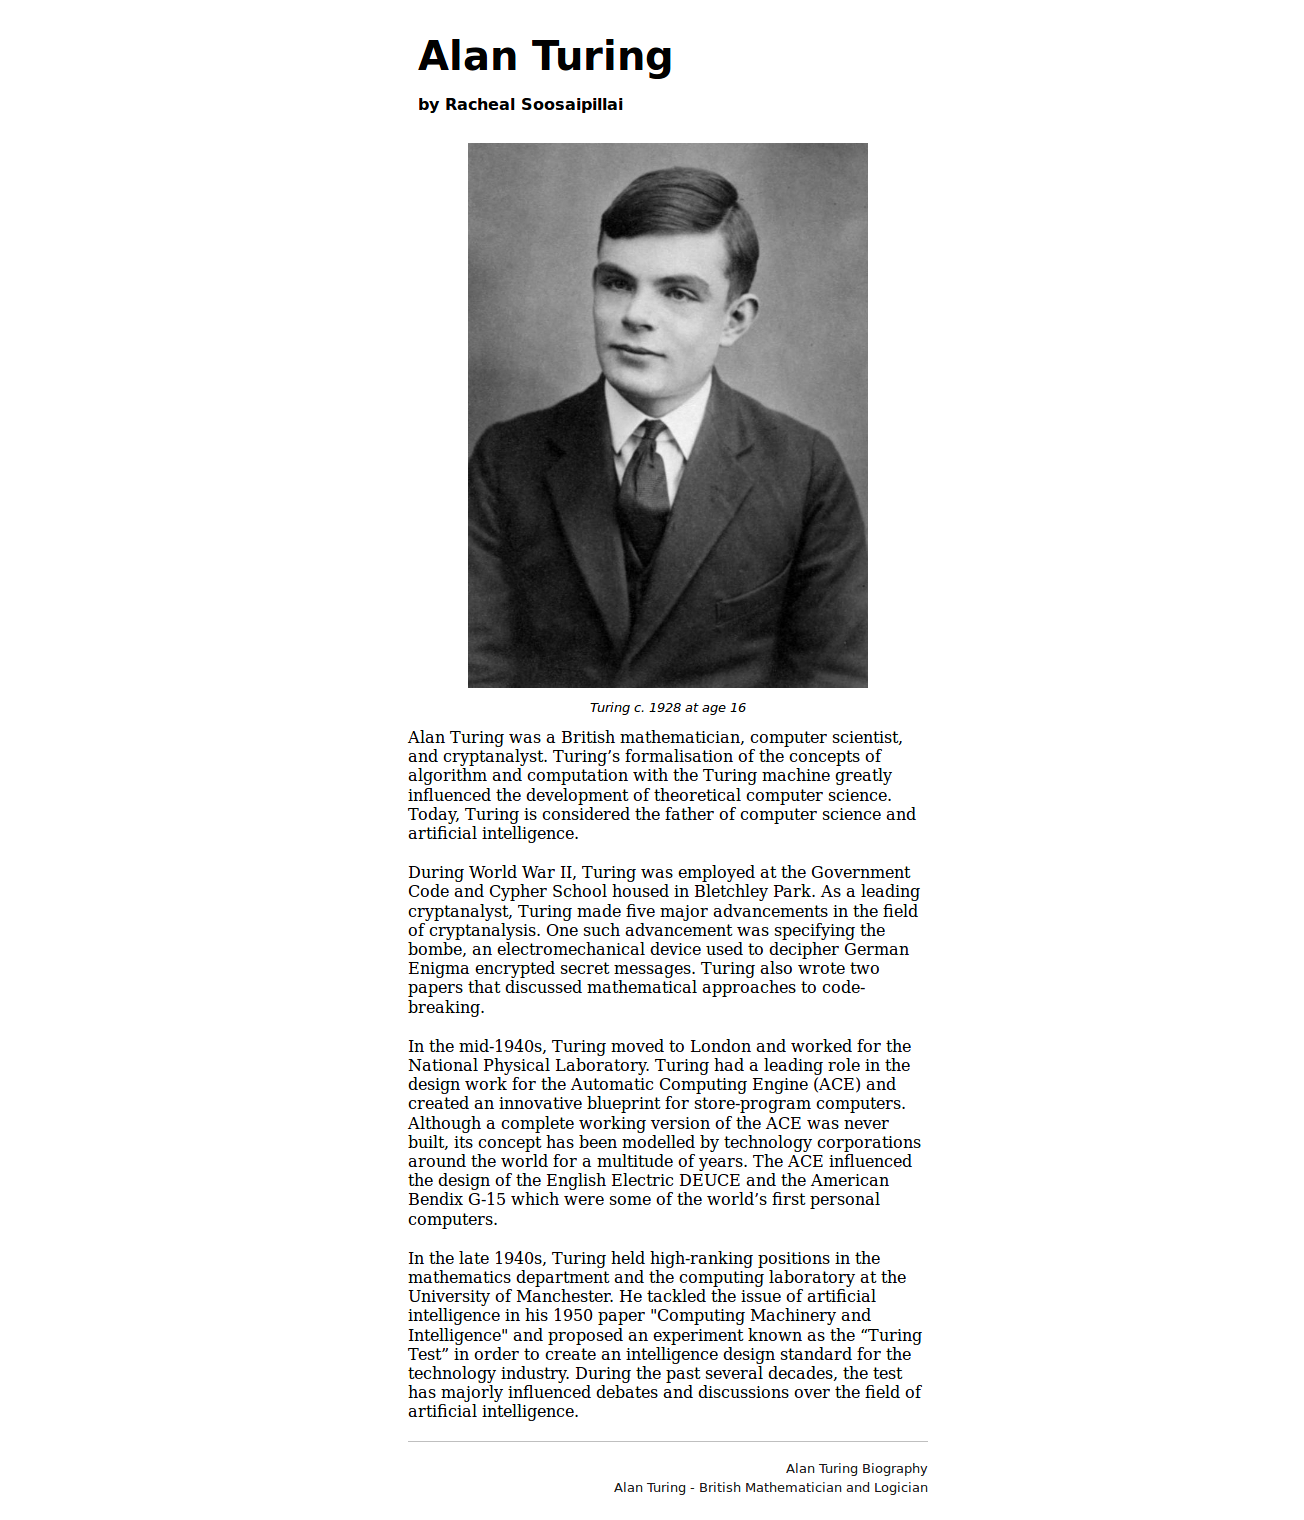 Alan Turing
by Racheal Soosaipillai
Turing c. 1928 at age 16
Alan Turing was a British mathematician, computer scientist,
and cryptanalyst. Turing’s formalisation of the concepts of
algorithm and computation with the Turing machine greatly
influenced the development of theoretical computer science.
Today, Turing is considered the father of computer science and
artificial intelligence.
During World War II, Turing was employed at the Government
Code and Cypher School housed in Bletchley Park. As a leading
cryptanalyst, Turing made five major advancements in the field
of cryptanalysis. One such advancement was specifying the
bombe, an electromechanical device used to decipher German
Enigma encrypted secret messages. Turing also wrote two
papers that discussed mathematical approaches to code-
breaking.
In the mid-1940s, Turing moved to London and worked for the
National Physical Laboratory. Turing had a leading role in the
design work for the Automatic Computing Engine (ACE) and
created an innovative blueprint for store-program computers.
Although a complete working version of the ACE was never
built, its concept has been modelled by technology corporations
around the world for a multitude of years. The ACE influenced
the design of the English Electric DEUCE and the American
Bendix G-15 which were some of the world’s first personal
computers.
In the late 1940s, Turing held high-ranking positions in the
mathematics department and the computing laboratory at the
University of Manchester. He tackled the issue of artificial
intelligence in his 1950 paper "Computing Machinery and
Intelligence" and proposed an experiment known as the “Turing
Test” in order to create an intelligence design standard for the
technology industry. During the past several decades, the test
has majorly influenced debates and discussions over the field of
artificial intelligence.
Alan Turing Biography
Alan Turing - British Mathematician and Logician